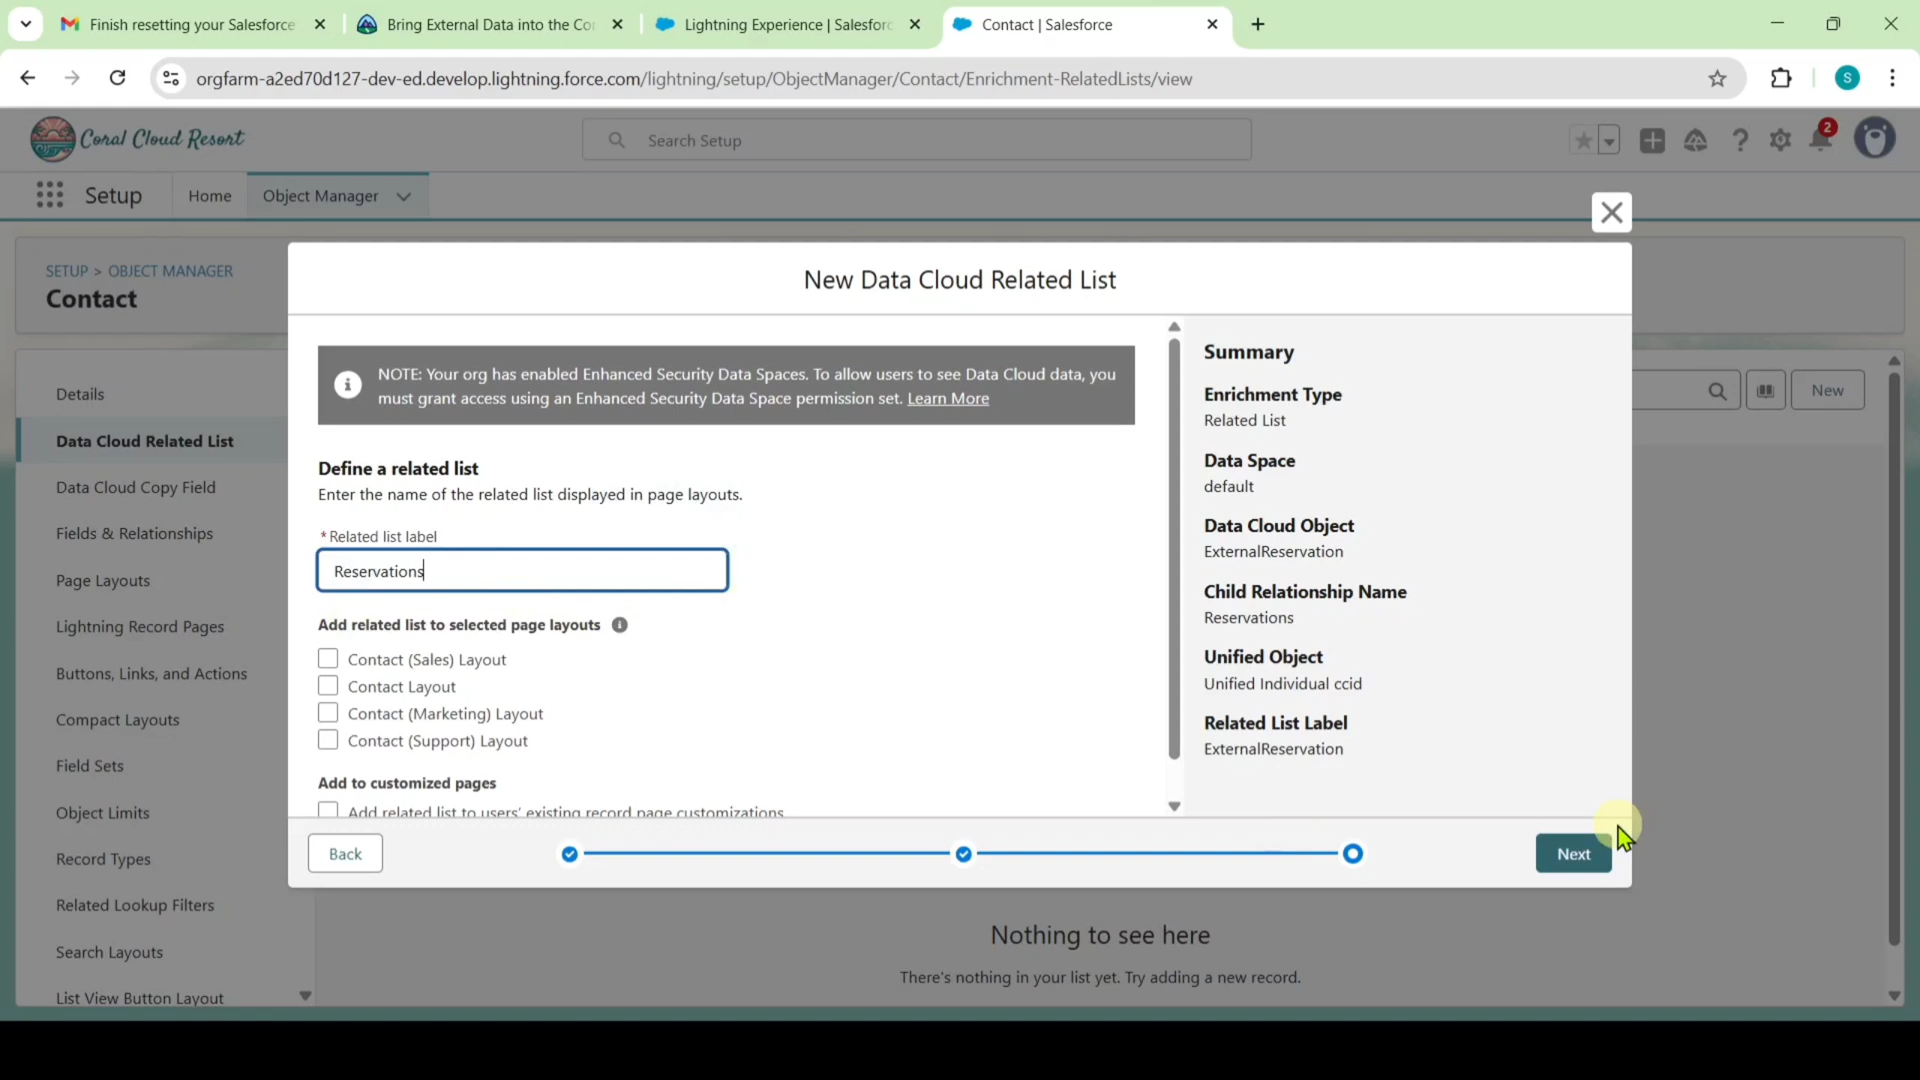 Finish resetting your Salesforce
Bring External Data into the Co
Lightning Experience | Salesforc
Contact | Salesforce
orgfarm-a2ed70d127-dev-ed.develop.lightning.force.com/lightning/setup/ObjectManager/Contact/Enrichment-RelatedLists/view
S
Coral Cloud Resort
Search Setup
2
Setup
Home
Object Manager
SETUP > OBJECT MANAGER
Contact
New Data Cloud Related List
Details
Data Cloud Related List
Data Cloud Copy Field
Fields & Relationships
Page Layouts
Lightning Record Pages
Buttons, Links, and Actions
Compact Layouts
Field Sets
Object Limits
Record Types
Related Lookup Filters
Search Layouts
List View Button Layout
NOTE: Your org has enabled Enhanced Security Data Spaces. To allow users to see Data Cloud data, you
must grant access using an Enhanced Security Data Space permission set. Learn More
Define a related list
Enter the name of the related list displayed in page layouts.
* Related list label
Reservations
Add related list to selected page layouts
Contact (Sales) Layout
Contact Layout
Contact (Marketing) Layout
Contact (Support) Layout
Add to customized pages
Add related list to users' existing record page customizations
Summary
Enrichment Type
Related List
Data Space
default
Data Cloud Object
ExternalReservation
Child Relationship Name
Reservations
Unified Object
Unified Individual ccid
Related List Label
ExternalReservation
New
Back
Next
Nothing to see here
There's nothing in your list yet. Try adding a new record.